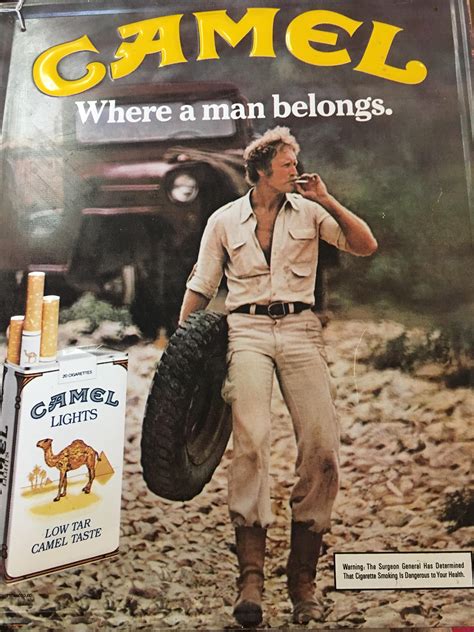 CAMEL
Where a man belongs.
20 CIGARETTES
CAMEL
LIGHTS
LOW TAR
CAMEL TASTE
Warning: The Surgeon General Has Determined
That Cigarette Smoking Is Dangerous to Your Health.